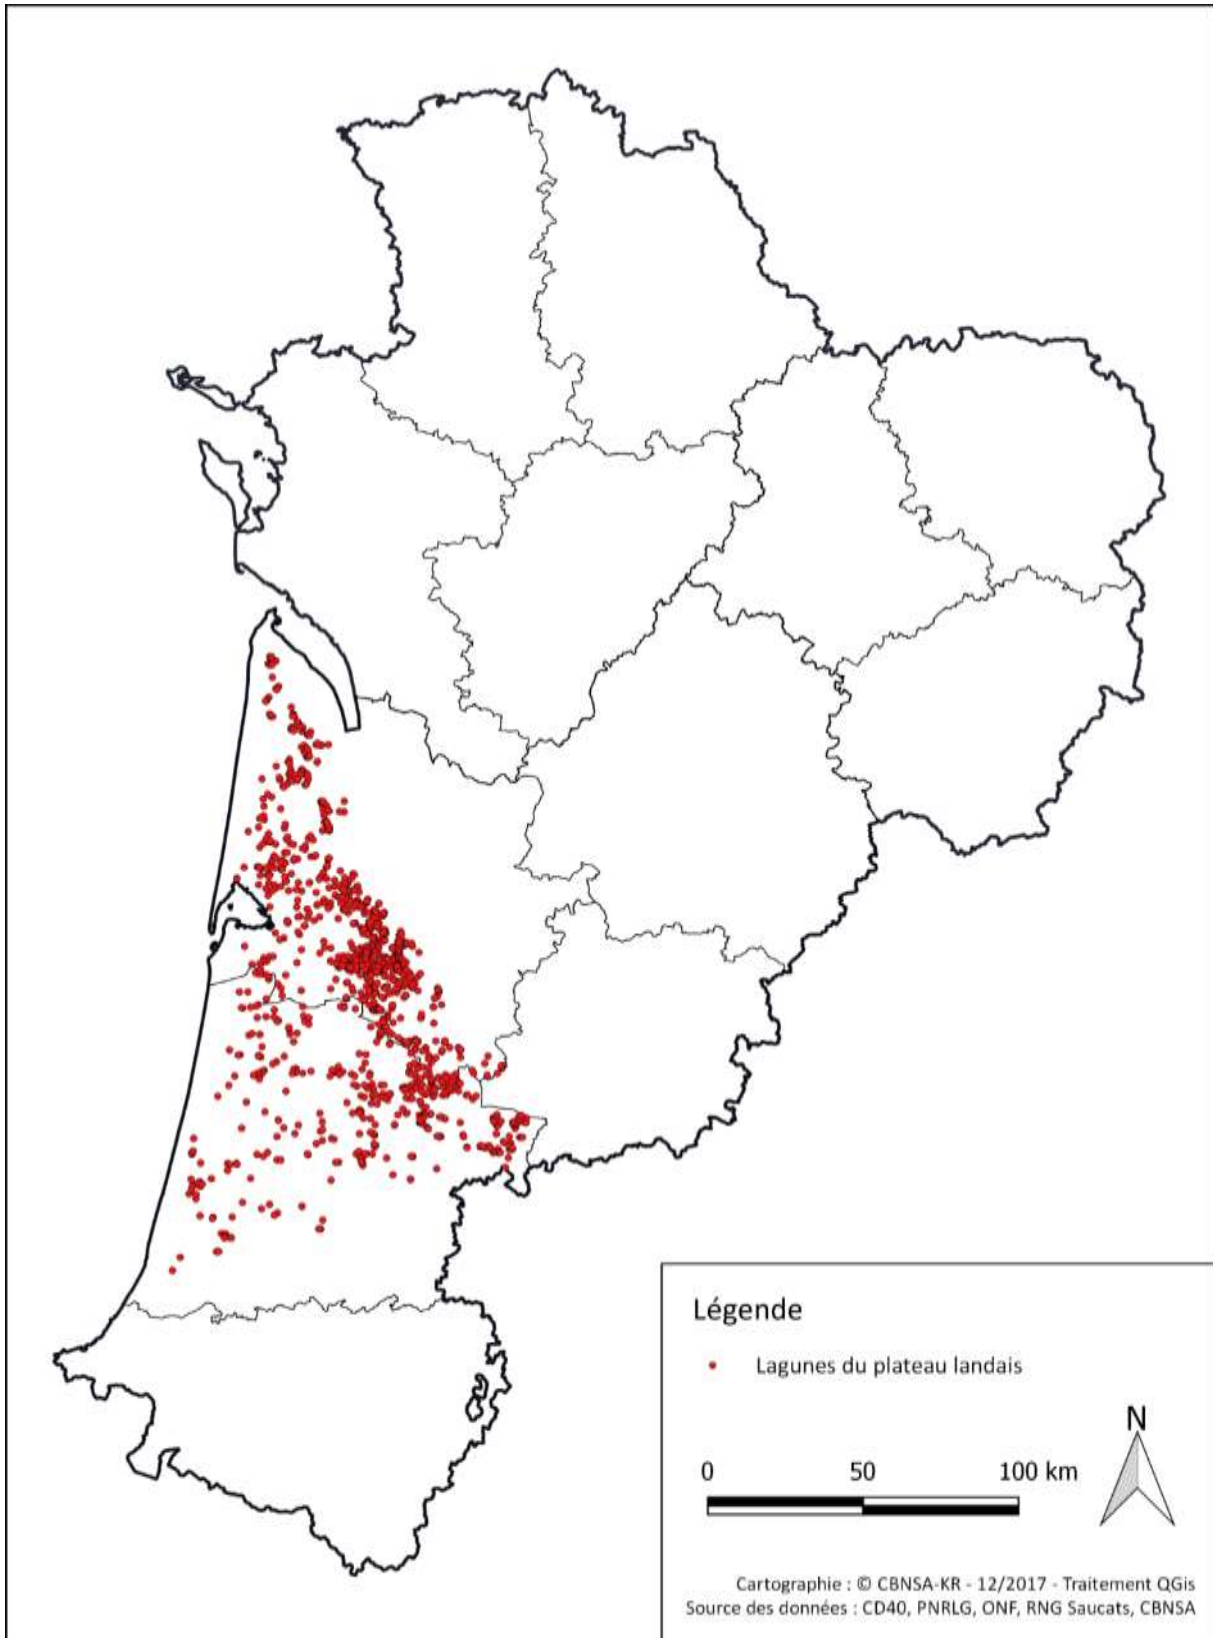 Légende
Lagunes du plateau landais
N
0 50 100 km
Cartographie : © CBNSA-KR - 12/2017 - Traitement QGis
Source des données : CD40, PNRLG, ONF, RNG Saucats, CBNSA